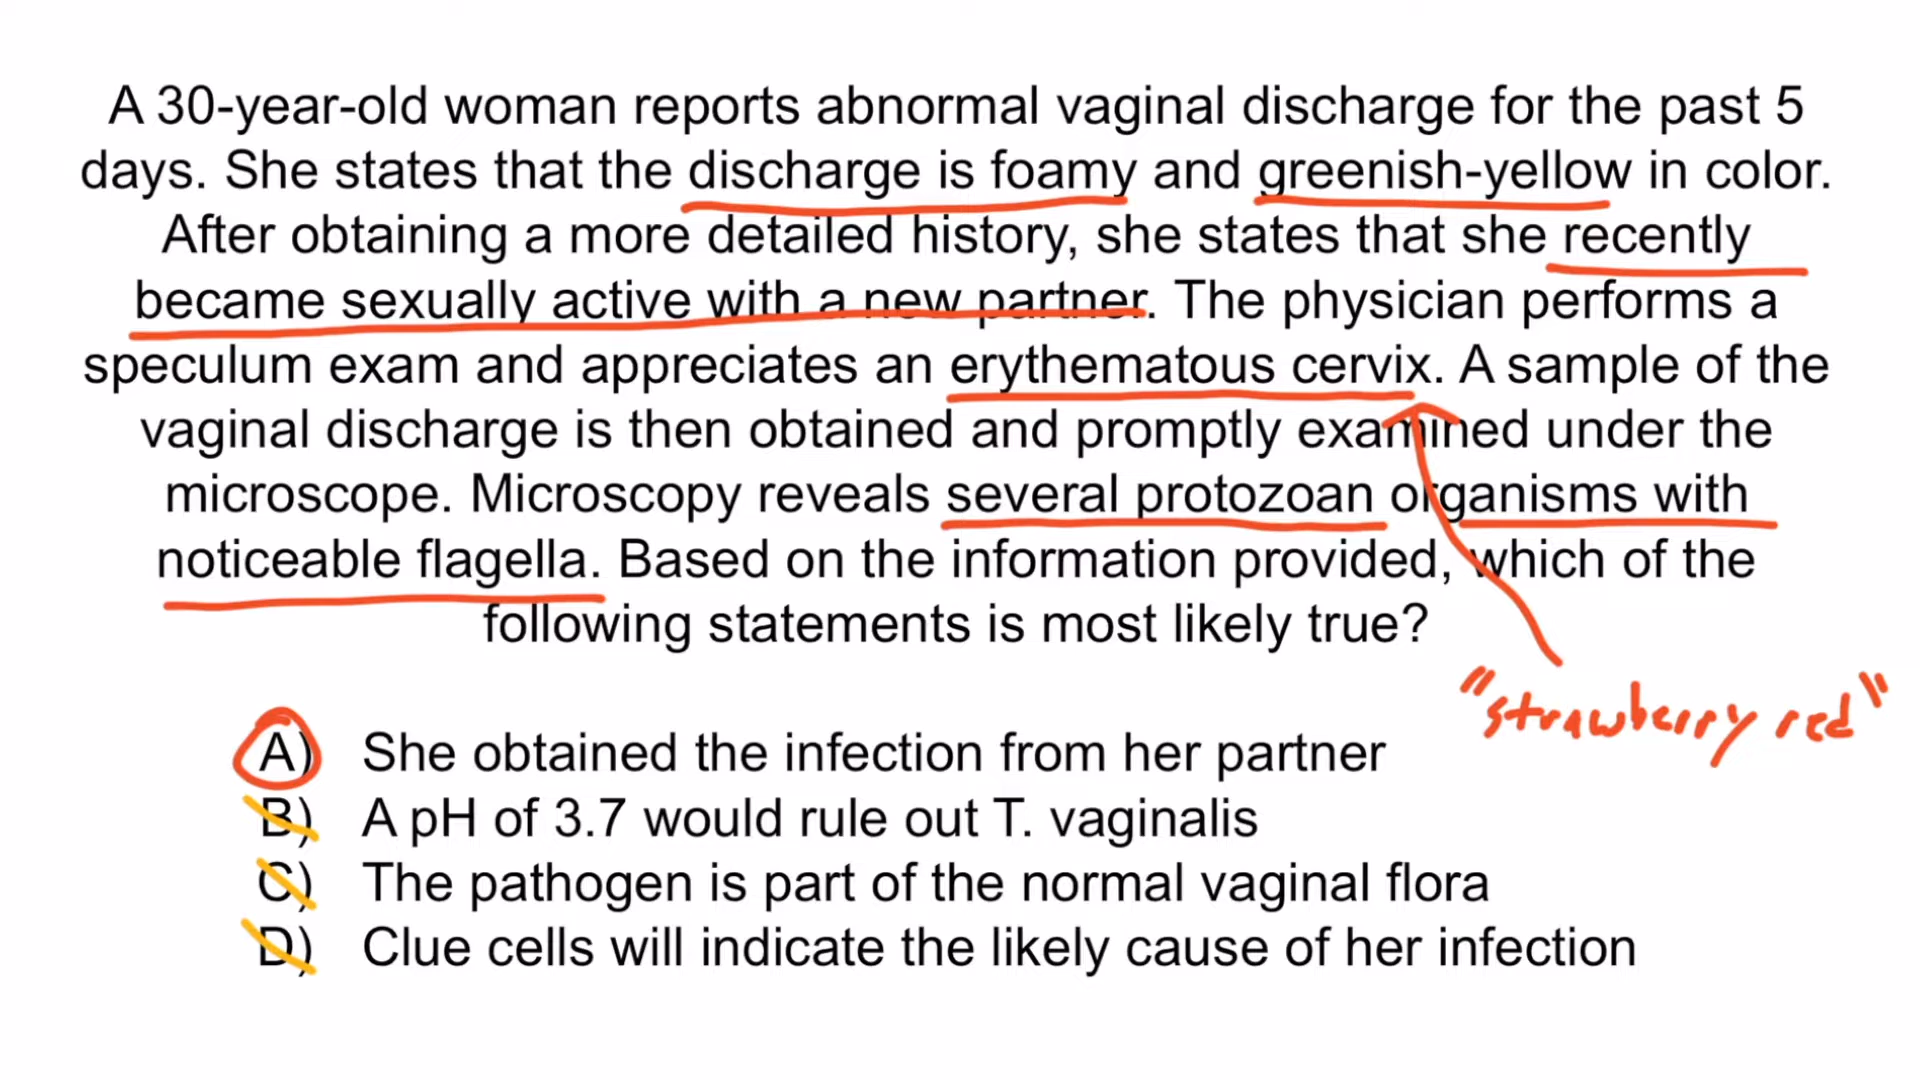 A 30-year-old woman reports abnormal vaginal discharge for the past 5
days. She states that the discharge is foamy and greenish-yellow in color.
After obtaining a more detailed history, she states that she recently
became sexually active with a new partner. The physician performs a
speculum exam and appreciates an erythematous cervix. A sample of the
vaginal discharge is then obtained and promptly examined under the
microscope. Microscopy reveals several protozoan organisms with
noticeable flagella. Based on the information provided, which of the
following statements is most likely true?
"strawberry red"
A) She obtained the infection from her partner
B) A pH of 3.7 would rule out T. vaginalis
C) The pathogen is part of the normal vaginal flora
D) Clue cells will indicate the likely cause of her infection